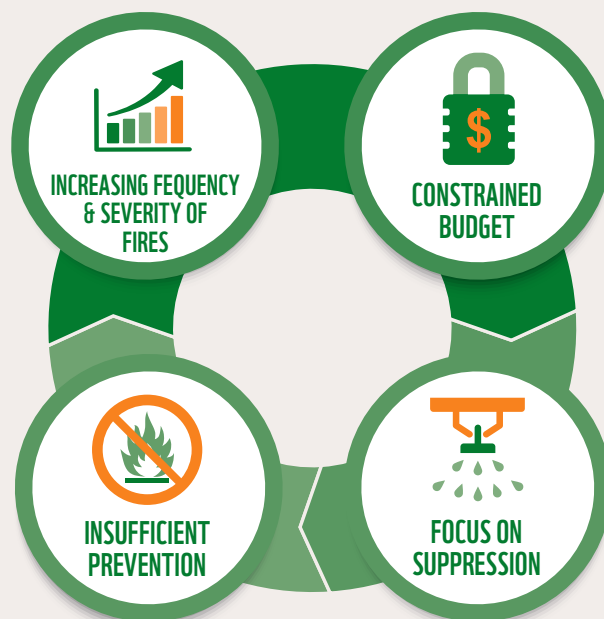 INCREASING FEQUENCY
& SEVERITY OF
FIRES
$
CONSTRAINED
BUDGET
INSUFFICIENT
PREVENTION
FOCUS ON
SUPPRESSION